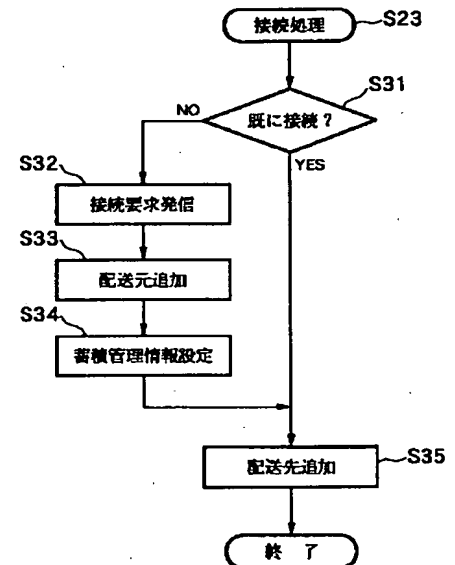 接続処理
S23
S31
既に接続？
NO
YES
S32
接続要求発信
S33
配送元追加
S34
蓄積管理情報設定
配送先追加
S35
終 了